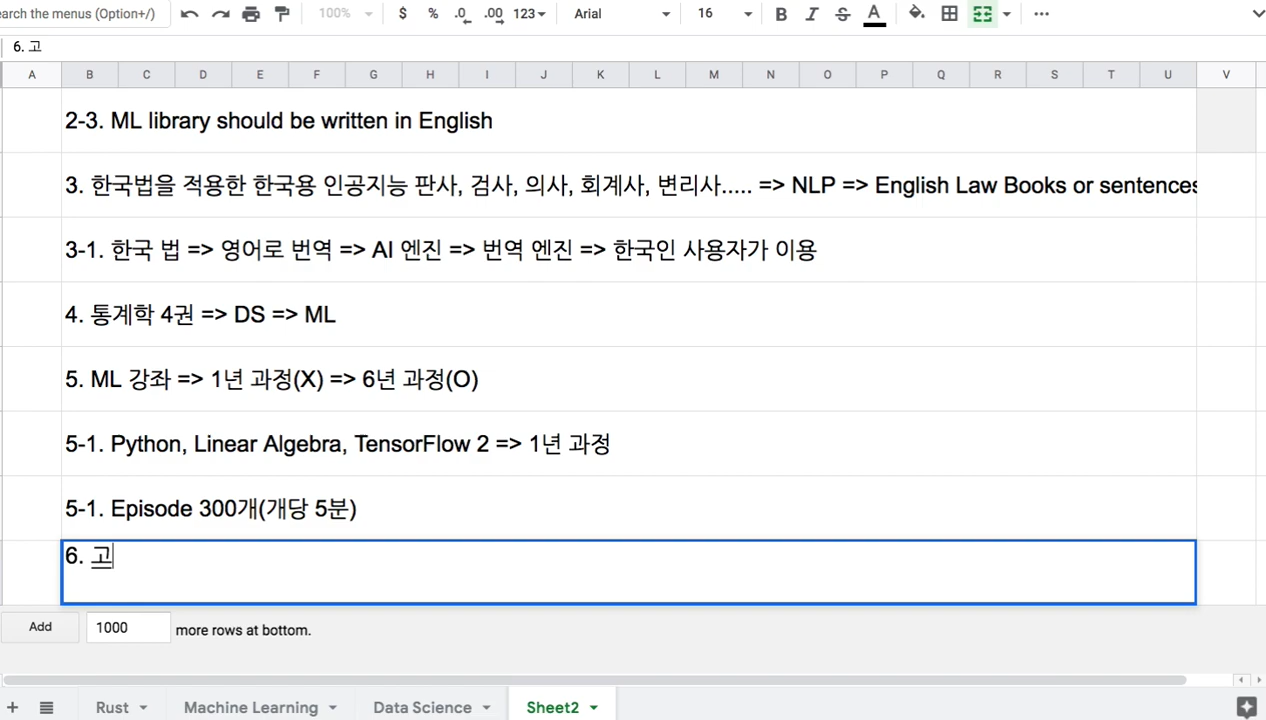 earch the menus (Option+/) 100% $ % .0 .00 123 Arial 16 B I S A
6. 고
A B C D E F G H I J K L M N O P Q R S T U V
2-3. ML library should be written in English
3. 한국법을 적용한 한국용 인공지능 판사, 검사, 의사, 회계사, 변리사..... => NLP => English Law Books or sentences
3-1. 한국 법 => 영어로 번역 => AI 엔진 => 번역 엔진 => 한국인 사용자가 이용
4. 통계학 4권 => DS => ML
5. ML 강좌 => 1년 과정(X) => 6년 과정(O)
5-1. Python, Linear Algebra, TensorFlow 2 => 1년 과정
5-1. Episode 300개(개당 5분)
6. 고
Add 1000 more rows at bottom.
Rust Machine Learning Data Science Sheet2